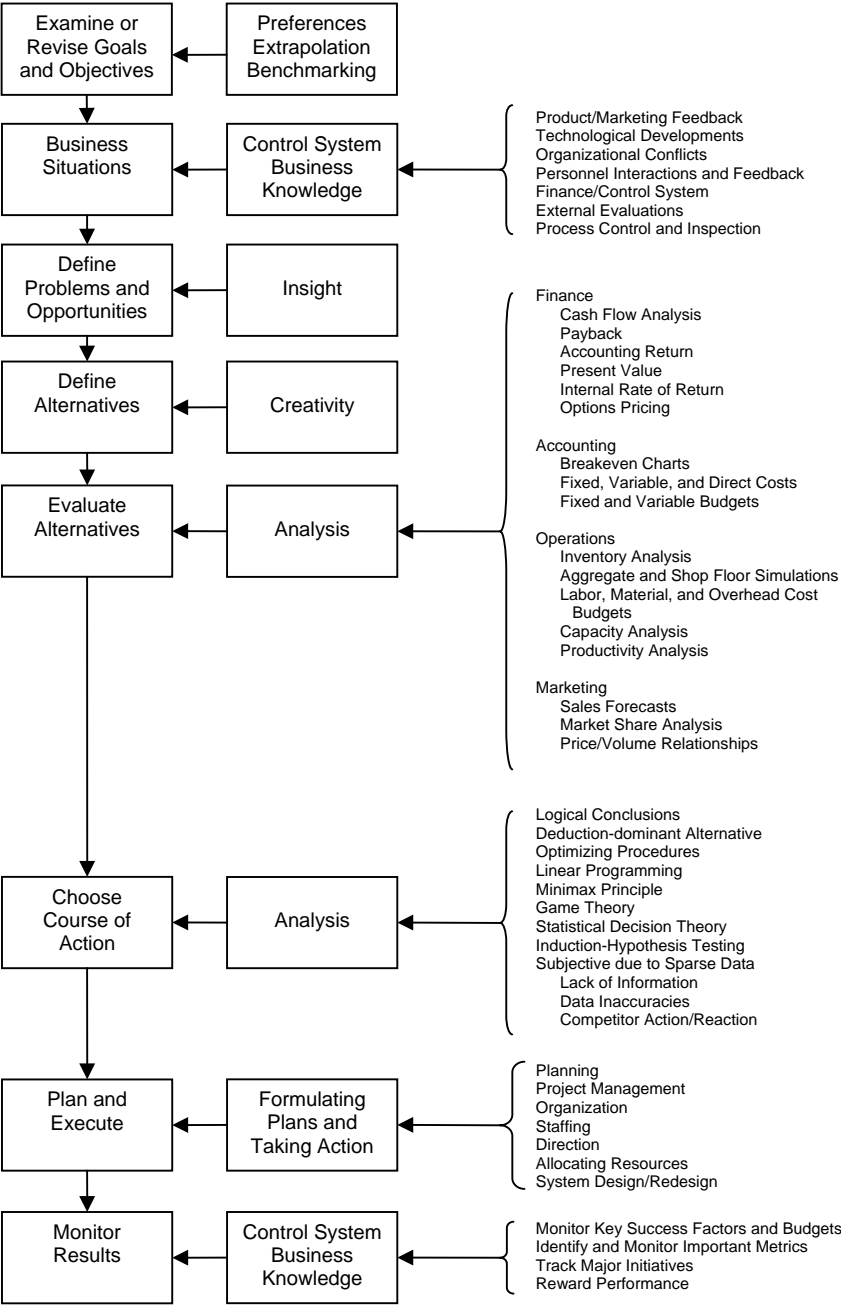 Examine or
Revise Goals
and Objectives
Preferences
Extrapolation
Benchmarking
Business
Situations
Control System
Business
Knowledge
Product/Marketing Feedback
Technological Developments
Organizational Conflicts
Personnel Interactions and Feedback
Finance/Control System
External Evaluations
Process Control and Inspection
Define
Problems and
Opportunities
Insight
Define
Alternatives
Creativity
Evaluate
Alternatives
Analysis
Finance
Cash Flow Analysis
Payback
Accounting Return
Present Value
Internal Rate of Return
Options Pricing
Accounting
Breakeven Charts
Fixed, Variable, and Direct Costs
Fixed and Variable Budgets
Operations
Inventory Analysis
Aggregate and Shop Floor Simulations
Labor, Material, and Overhead Cost
Budgets
Capacity Analysis
Productivity Analysis
Marketing
Sales Forecasts
Market Share Analysis
Price/Volume Relationships
Choose
Course of
Action
Analysis
Logical Conclusions
Deduction-dominant Alternative
Optimizing Procedures
Linear Programming
Minimax Principle
Game Theory
Statistical Decision Theory
Induction-Hypothesis Testing
Subjective due to Sparse Data
Lack of Information
Data Inaccuracies
Competitor Action/Reaction
Plan and
Execute
Formulating
Plans and
Taking Action
Planning
Project Management
Organization
Staffing
Direction
Allocating Resources
System Design/Redesign
Monitor
Results
Control System
Business
Knowledge
Monitor Key Success Factors and Budgets
Identify and Monitor Important Metrics
Track Major Initiatives
Reward Performance